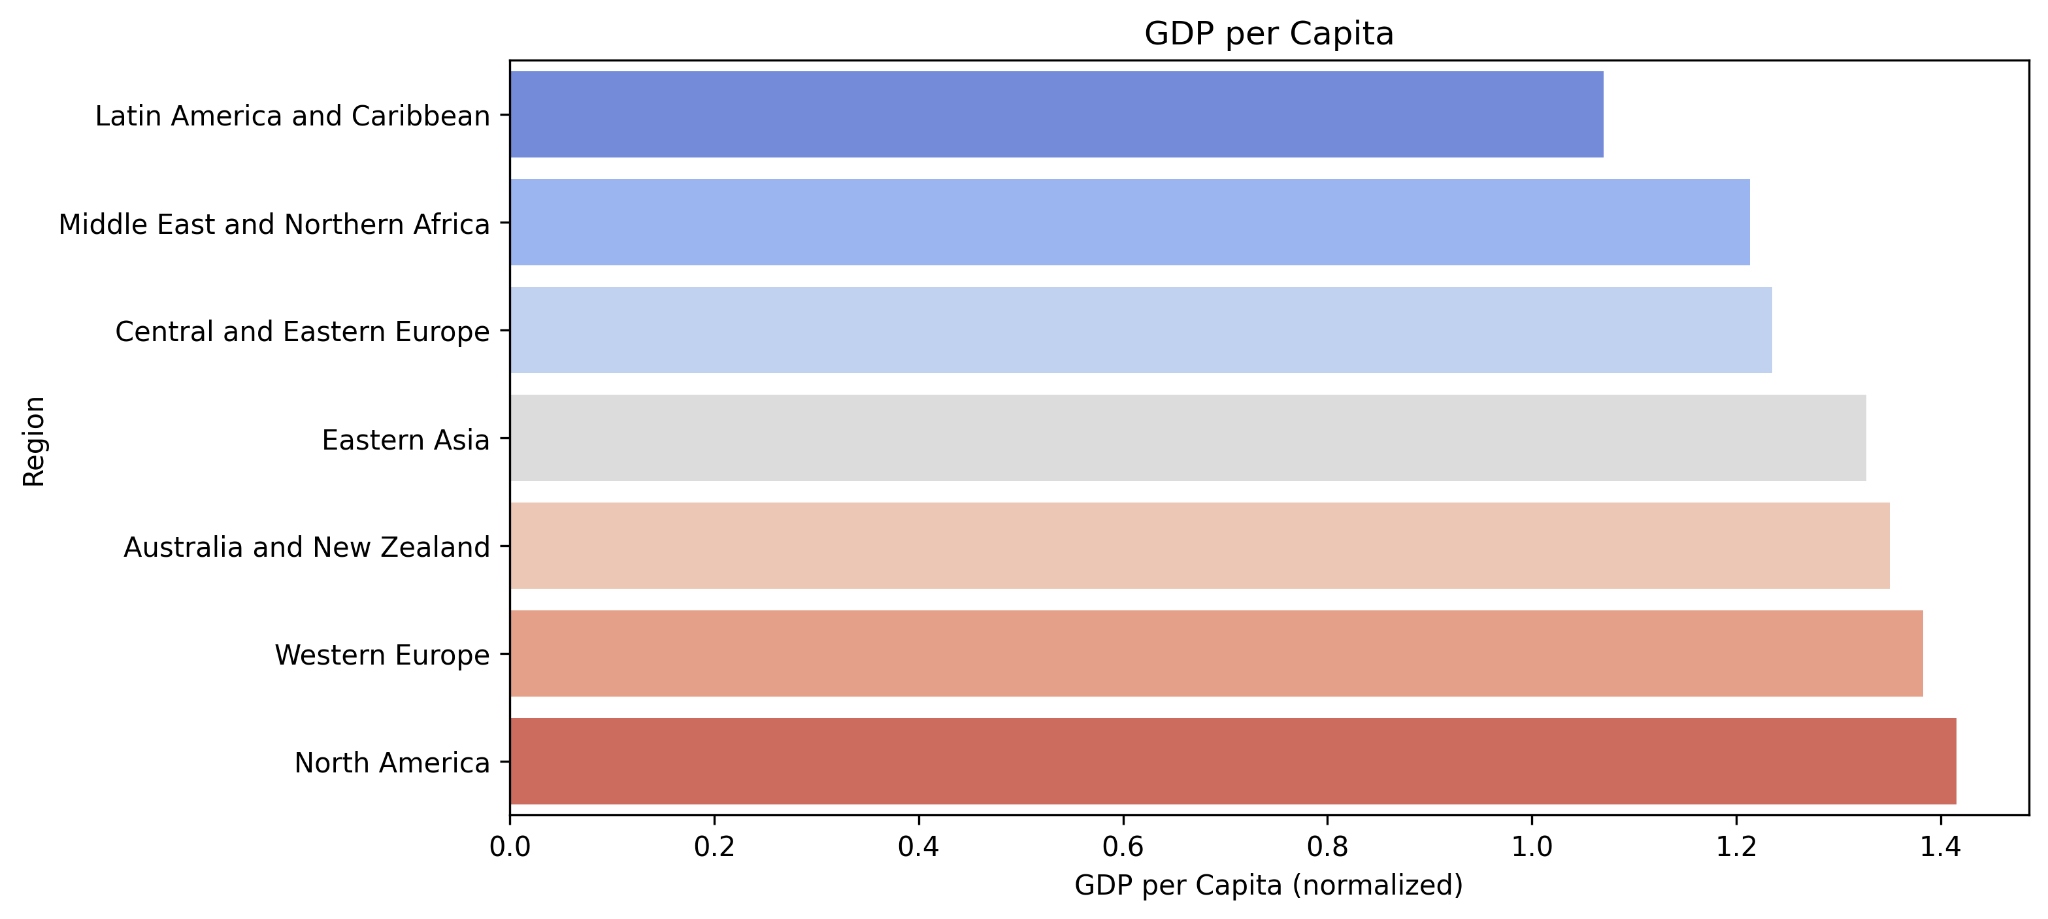 GDP per Capita
Latin America and Caribbean
Middle East and Northern Africa
Central and Eastern Europe
Eastern Asia
Australia and New Zealand
Western Europe
North America
Region
0.0 0.2 0.4 0.6 0.8 1.0 1.2 1.4
GDP per Capita (normalized)